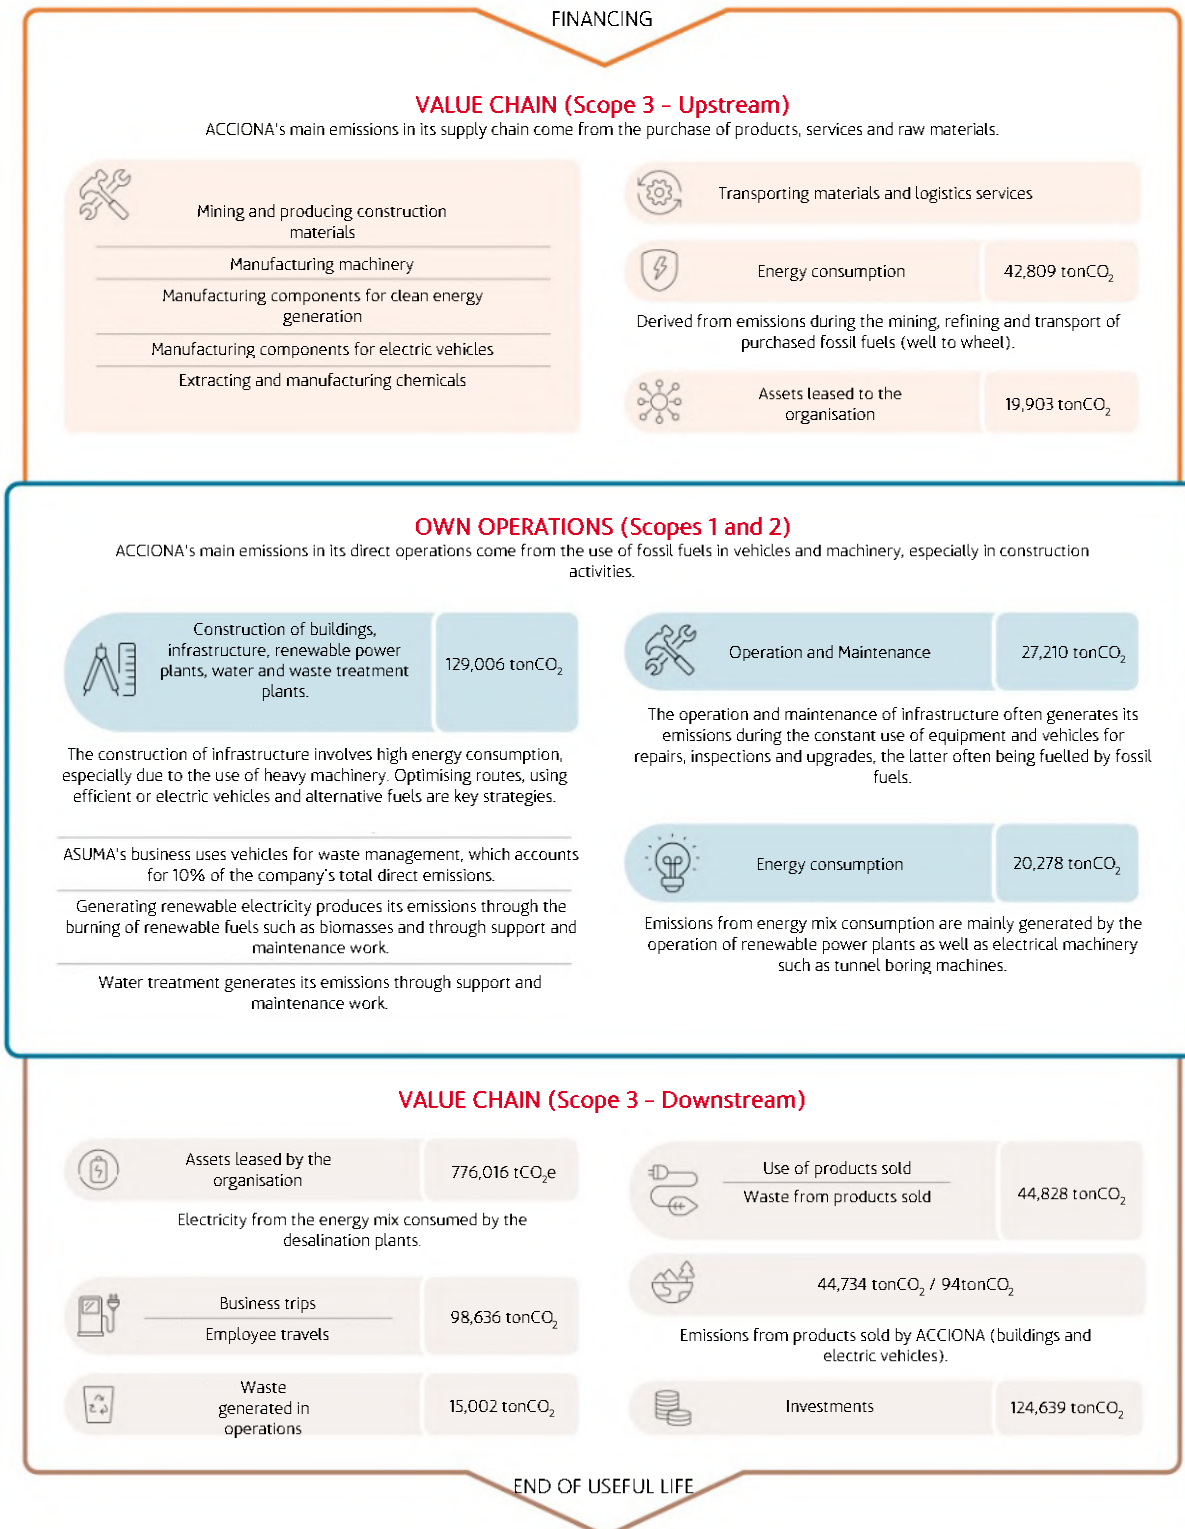 FINANCING
VALUE CHAIN (Scope 3 – Upstream)
ACCIONA's main emissions in its supply chain come from the purchase of products, services and raw materials.
Mining and producing construction
materials
Manufacturing machinery
Manufacturing components for clean energy
generation
Manufacturing components for electric vehicles
Extracting and manufacturing chemicals
Transporting materials and logistics services
Energy consumption
42,809 tonCO₂
Derived from emissions during the mining, refining and transport of
purchased fossil fuels (well to wheel).
Assets leased to the
organisation
19,903 tonCO₂
OWN OPERATIONS (Scopes 1 and 2)
ACCIONA's main emissions in its direct operations come from the use of fossil fuels in vehicles and machinery, especially in construction
activities.
Construction of buildings,
infrastructure, renewable power
plants, water and waste treatment
plants.
129,006 tonCO₂
The construction of infrastructure involves high energy consumption,
especially due to the use of heavy machinery. Optimising routes, using
efficient or electric vehicles and alternative fuels are key strategies.
ASUMA's business uses vehicles for waste management, which accounts
for 10% of the company's total direct emissions.
Generating renewable electricity produces its emissions through the
burning of renewable fuels such as biomasses and through support and
maintenance work.
Water treatment generates its emissions through support and
maintenance work.
Operation and Maintenance
27,210 tonCO₂
The operation and maintenance of infrastructure often generates its
emissions during the constant use of equipment and vehicles for
repairs, inspections and upgrades, the latter often being fuelled by fossil
fuels.
Energy consumption
20,278 tonCO₂
Emissions from energy mix consumption are mainly generated by the
operation of renewable power plants as well as electrical machinery
such as tunnel boring machines.
VALUE CHAIN (Scope 3 – Downstream)
Assets leased by the
organisation
776,016 tCO₂e
Electricity from the energy mix consumed by the
desalination plants.
Business trips
Employee travels
98,636 tonCO₂
Waste
generated in
operations
15,002 tonCO₂
Use of products sold
Waste from products sold
44,828 tonCO₂
44,734 tonCO₂ / 94tonCO₂
Emissions from products sold by ACCIONA (buildings and
electric vehicles).
Investments
124,639 tonCO₂
END OF USEFUL LIFE